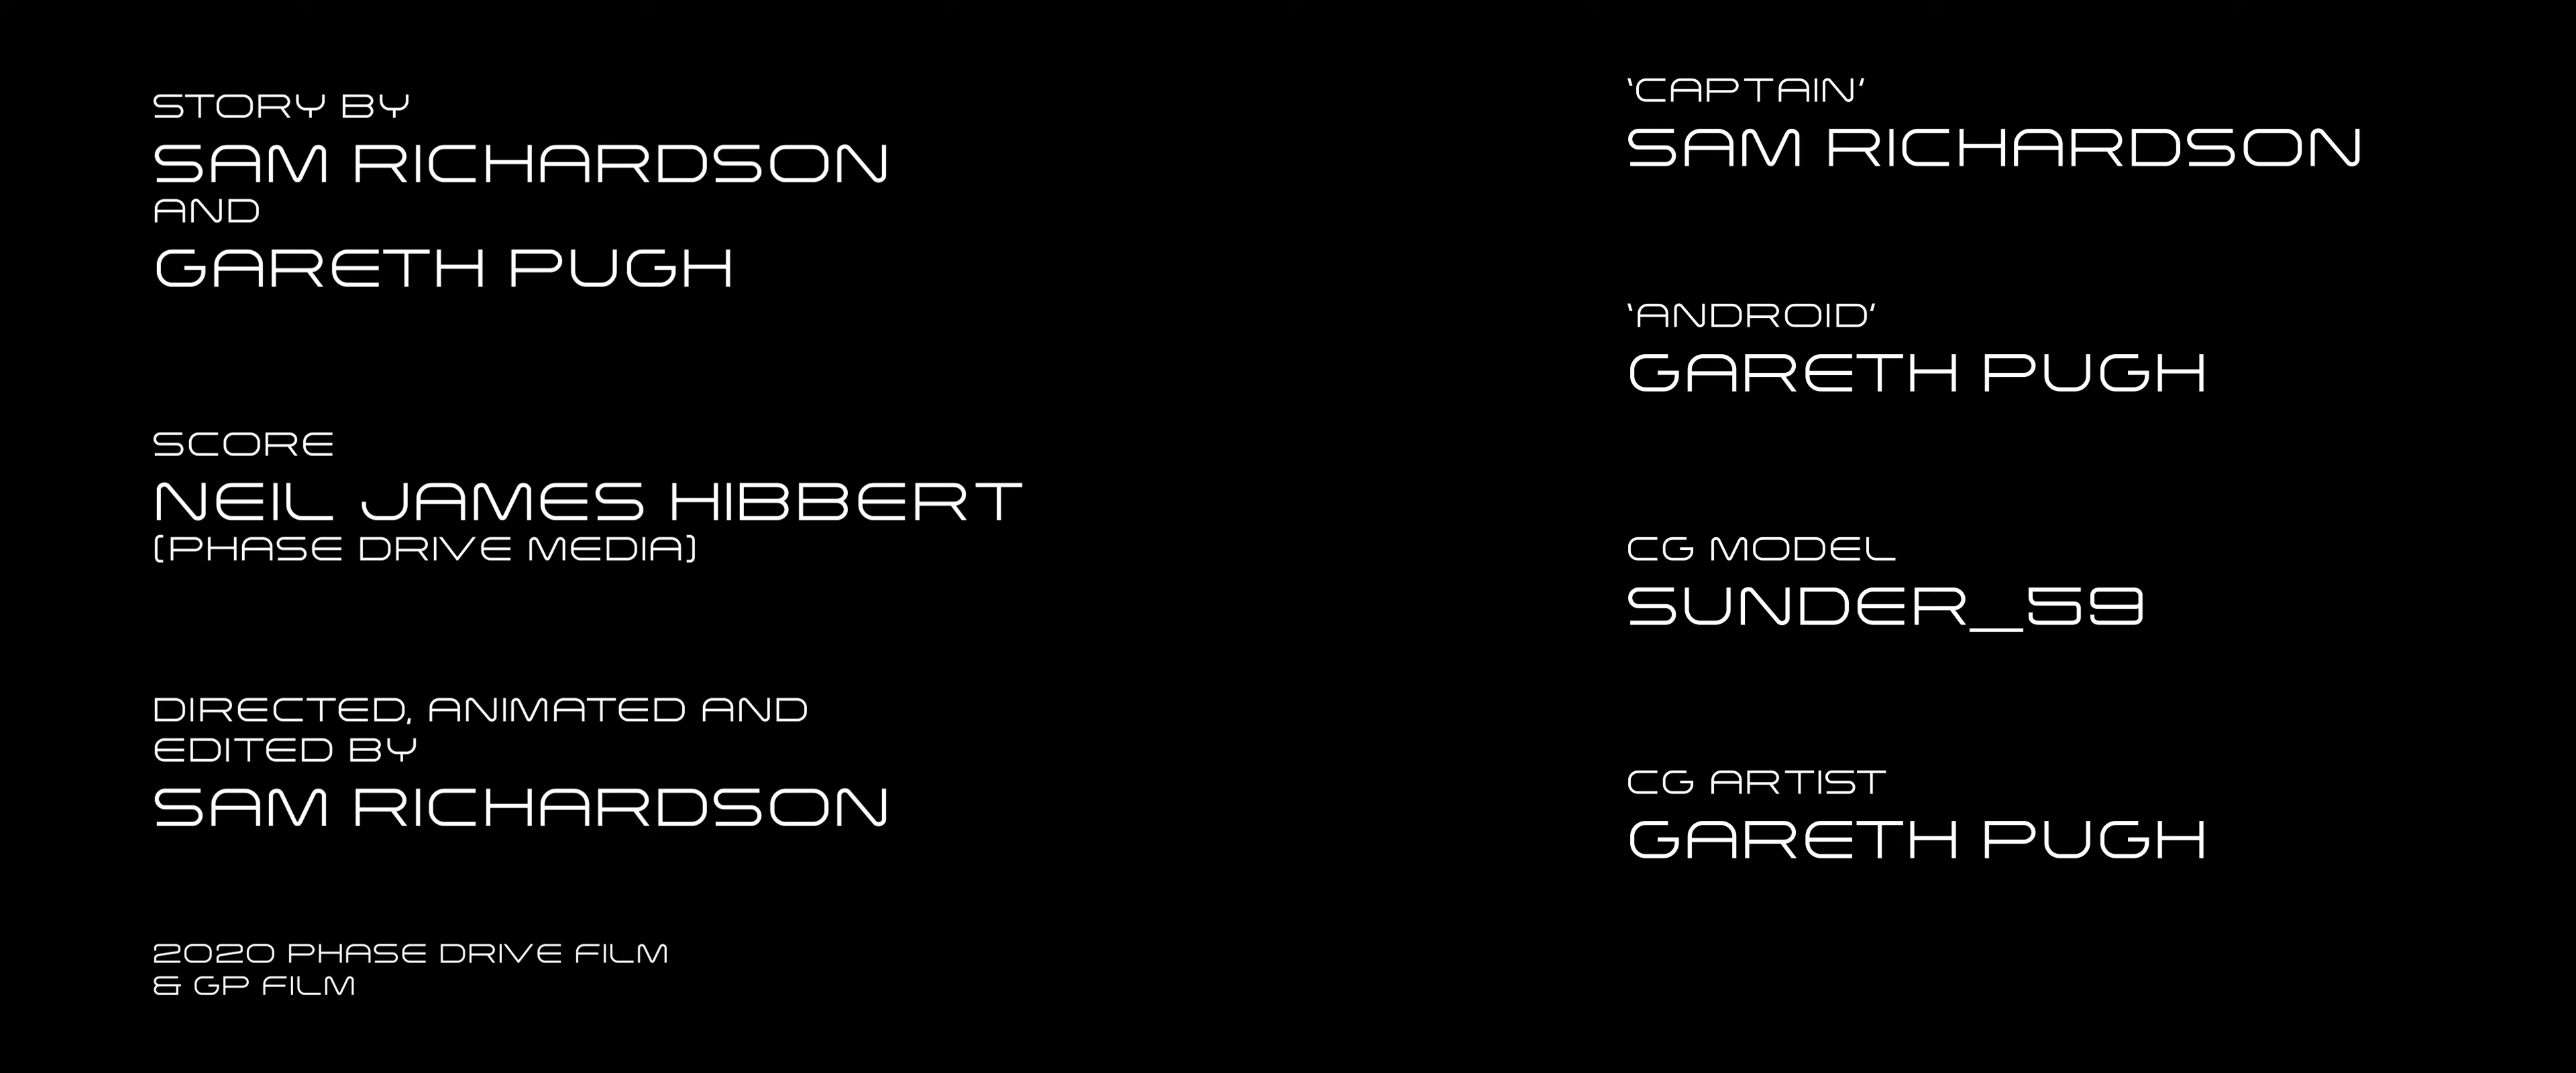 STORY BY
SAM RICHARDSON
AND
GARETH PUGH
SCORE
NEIL JAMES HIBBERT
(PHASE DRIVE MEDIA)
DIRECTED, ANIMATED AND
EDITED BY
SAM RICHARDSON
2020 PHASE DRIVE FILM
& GP FILM
‘CAPTAIN’
SAM RICHARDSON
‘ANDROID’
GARETH PUGH
CG MODEL
SUNDER_59
CG ARTIST
GARETH PUGH